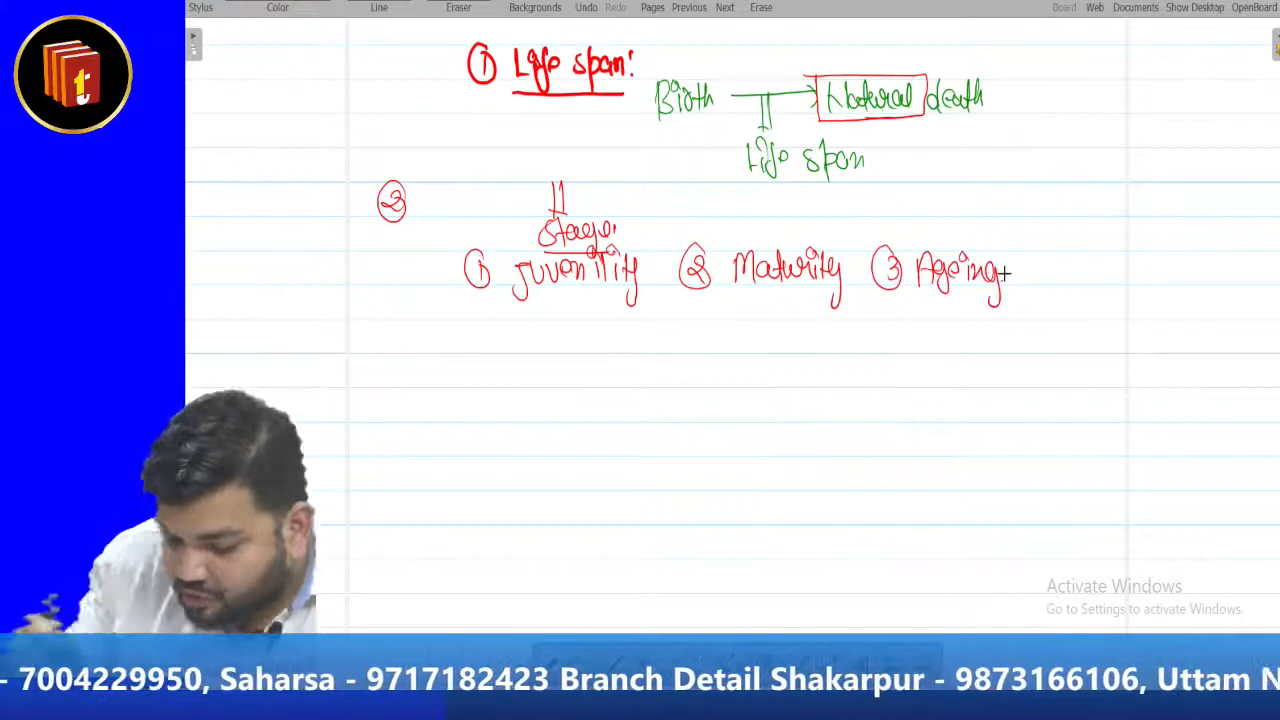 Stylus Color Line Eraser Backgrounds Undo Redo Pages Previous Next Erase Board Web Documents Show Desktop OpenBoard
① Life span:
Birth → Natural death
Life span
②
stage.
① Juvenility ② Maturity ③ Ageing
t
Activate Windows
Go to Settings to activate Windows.
- 7004229950, Saharsa - 9717182423 Branch Detail Shakarpur - 9873166106, Uttam N